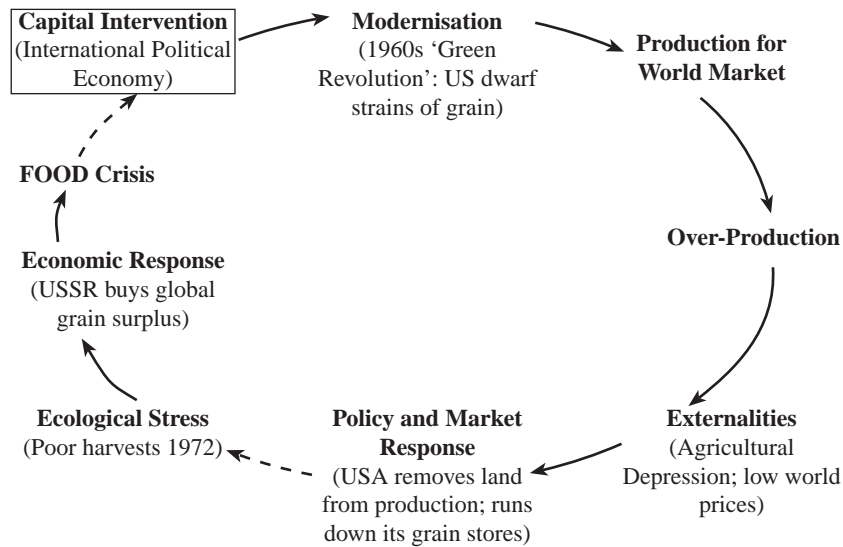 Capital Intervention
(International Political
Economy)
Modernisation
(1960s ‘Green
Revolution’: US dwarf
strains of grain)
Production for
World Market
Over-Production
Externalities
(Agricultural
Depression; low world
prices)
Policy and Market
Response
(USA removes land
from production; runs
down its grain stores)
Ecological Stress
(Poor harvests 1972)
Economic Response
(USSR buys global
grain surplus)
FOOD Crisis